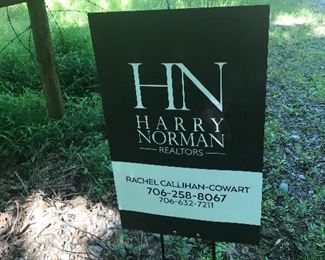 HN
HARRY
NORMAN
REALTORS
RACHEL CALLIHAN-COWART
706-258-8067
706-632-7211